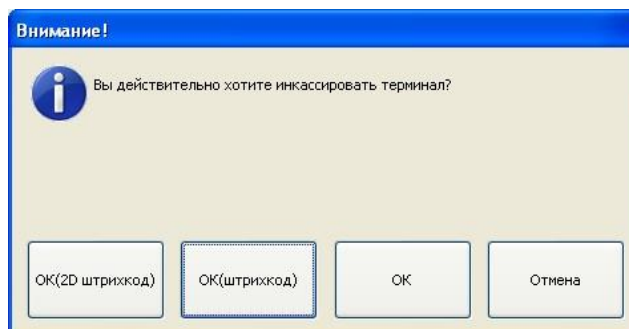 Внимание!
Вы действительно хотите инкассировать терминал?
ОК(2D штрихкод)
ОК(штрихкод)
ОК
Отмена